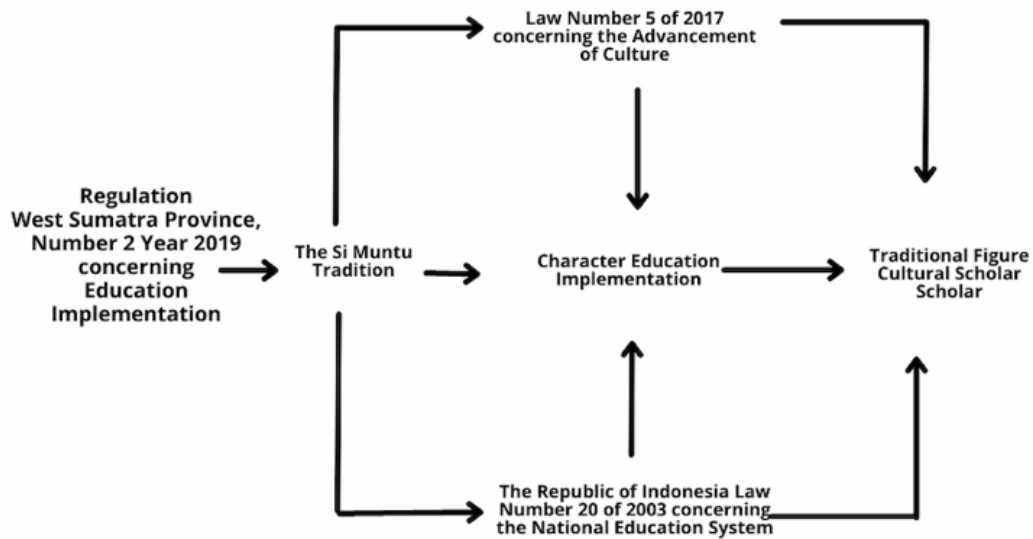 Law Number 5 of 2017
concerning the Advancement
of Culture
Regulation
West Sumatra Province,
Number 2 Year 2019
concerning
Education
Implementation
The Si Muntu
Tradition
Character Education
Implementation
Traditional Figure
Cultural Scholar
Scholar
The Republic of Indonesia Law
Number 20 of 2003 concerning
the National Education System